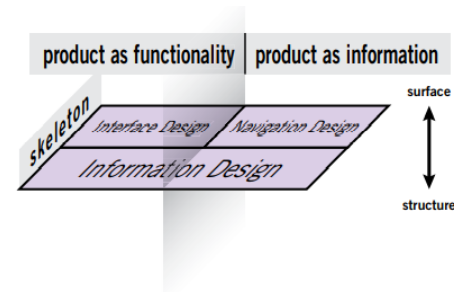 product as functionality
product as information
surface
skeleton
Interface Design
Navigation Design
Information Design
structure